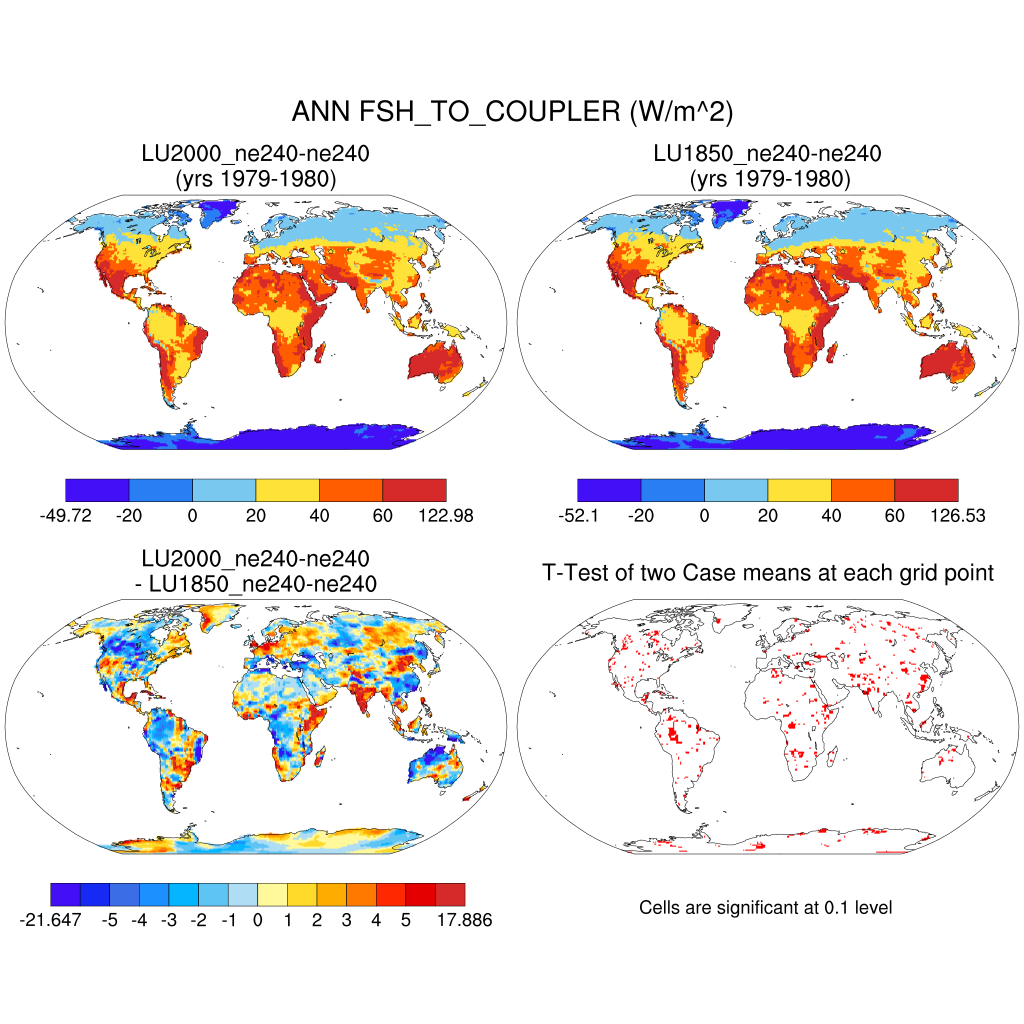 ANN FSH_TO_COUPLER (W/m^2)
LU2000_ne240-ne240
(yrs 1979-1980)
LU1850_ne240-ne240
(yrs 1979-1980)
-49.72 -20 0 20 40 60 122.98
-52.1 -20 0 20 40 60 126.53
LU2000_ne240-ne240
- LU1850_ne240-ne240
T-Test of two Case means at each grid point
-21.647 -5 -4 -3 -2 -1 0 1 2 3 4 5 17.886
Cells are significant at 0.1 level